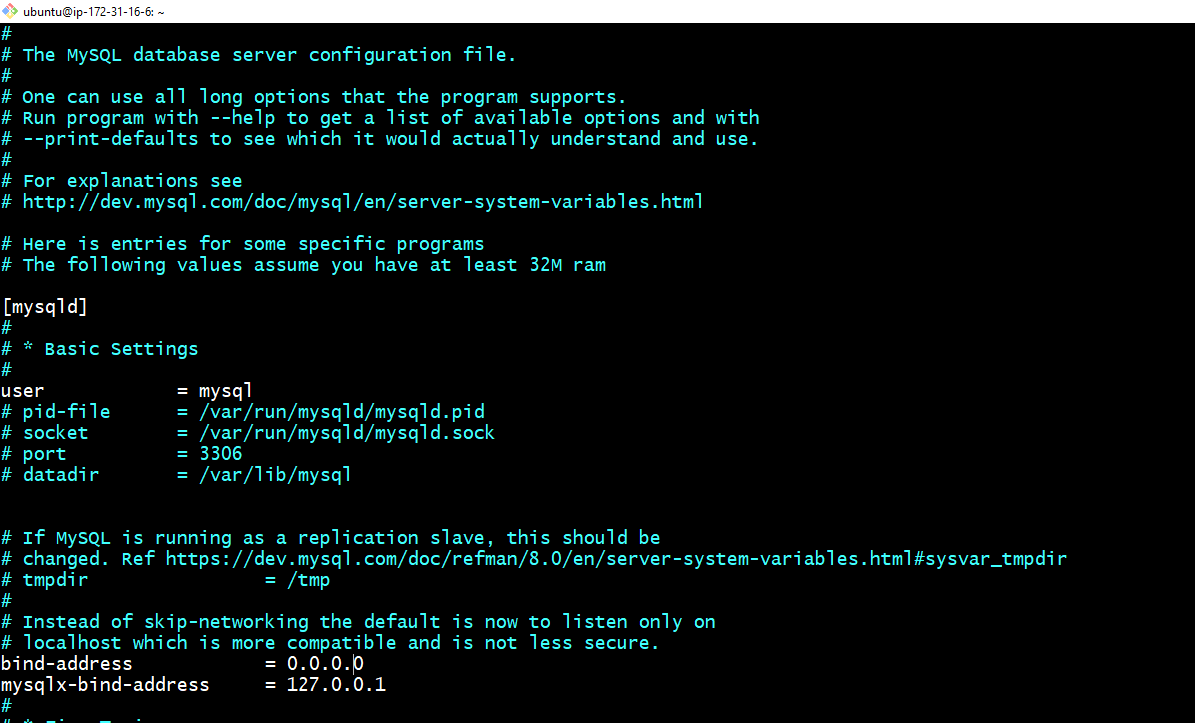 ubuntu@ip-172-31-16-6: ~
#
# The MySQL database server configuration file.
#
# One can use all long options that the program supports.
# Run program with --help to get a list of available options and with
# --print-defaults to see which it would actually understand and use.
#
# For explanations see
# http://dev.mysql.com/doc/mysql/en/server-system-variables.html

# Here is entries for some specific programs
# The following values assume you have at least 32M ram

[mysqld]
#
# * Basic Settings
#
user            = mysql
# pid-file      = /var/run/mysqld/mysqld.pid
# socket        = /var/run/mysqld/mysqld.sock
# port          = 3306
# datadir       = /var/lib/mysql


# If MySQL is running as a replication slave, this should be
# changed. Ref https://dev.mysql.com/doc/refman/8.0/en/server-system-variables.html#sysvar_tmpdir
# tmpdir                = /tmp
#
# Instead of skip-networking the default is now to listen only on
# localhost which is more compatible and is not less secure.
bind-address            = 0.0.0.0
mysqlx-bind-address     = 127.0.0.1
#